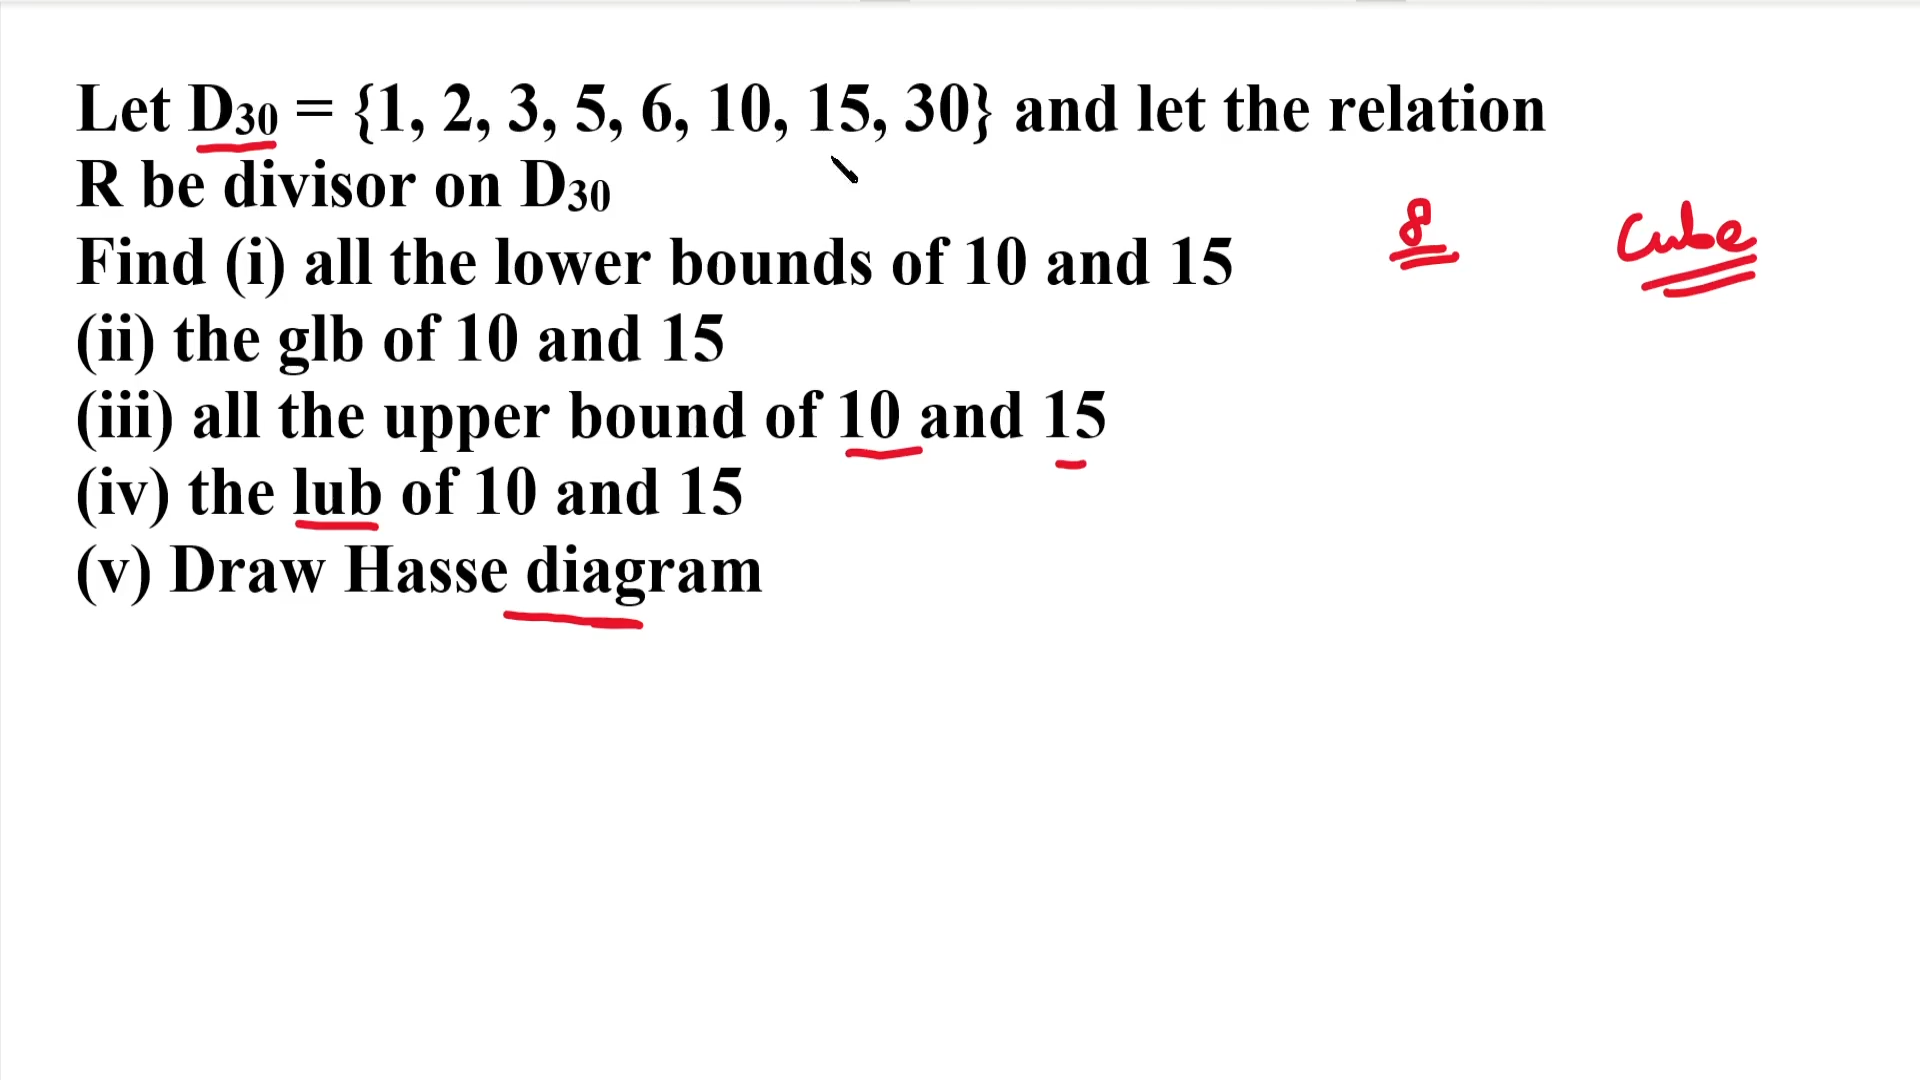 Let D30 = {1, 2, 3, 5, 6, 10, 15, 30} and let the relation
R be divisor on D30
8 Cube
Find (i) all the lower bounds of 10 and 15
(ii) the glb of 10 and 15
(iii) all the upper bound of 10 and 15
(iv) the lub of 10 and 15
(v) Draw Hasse diagram